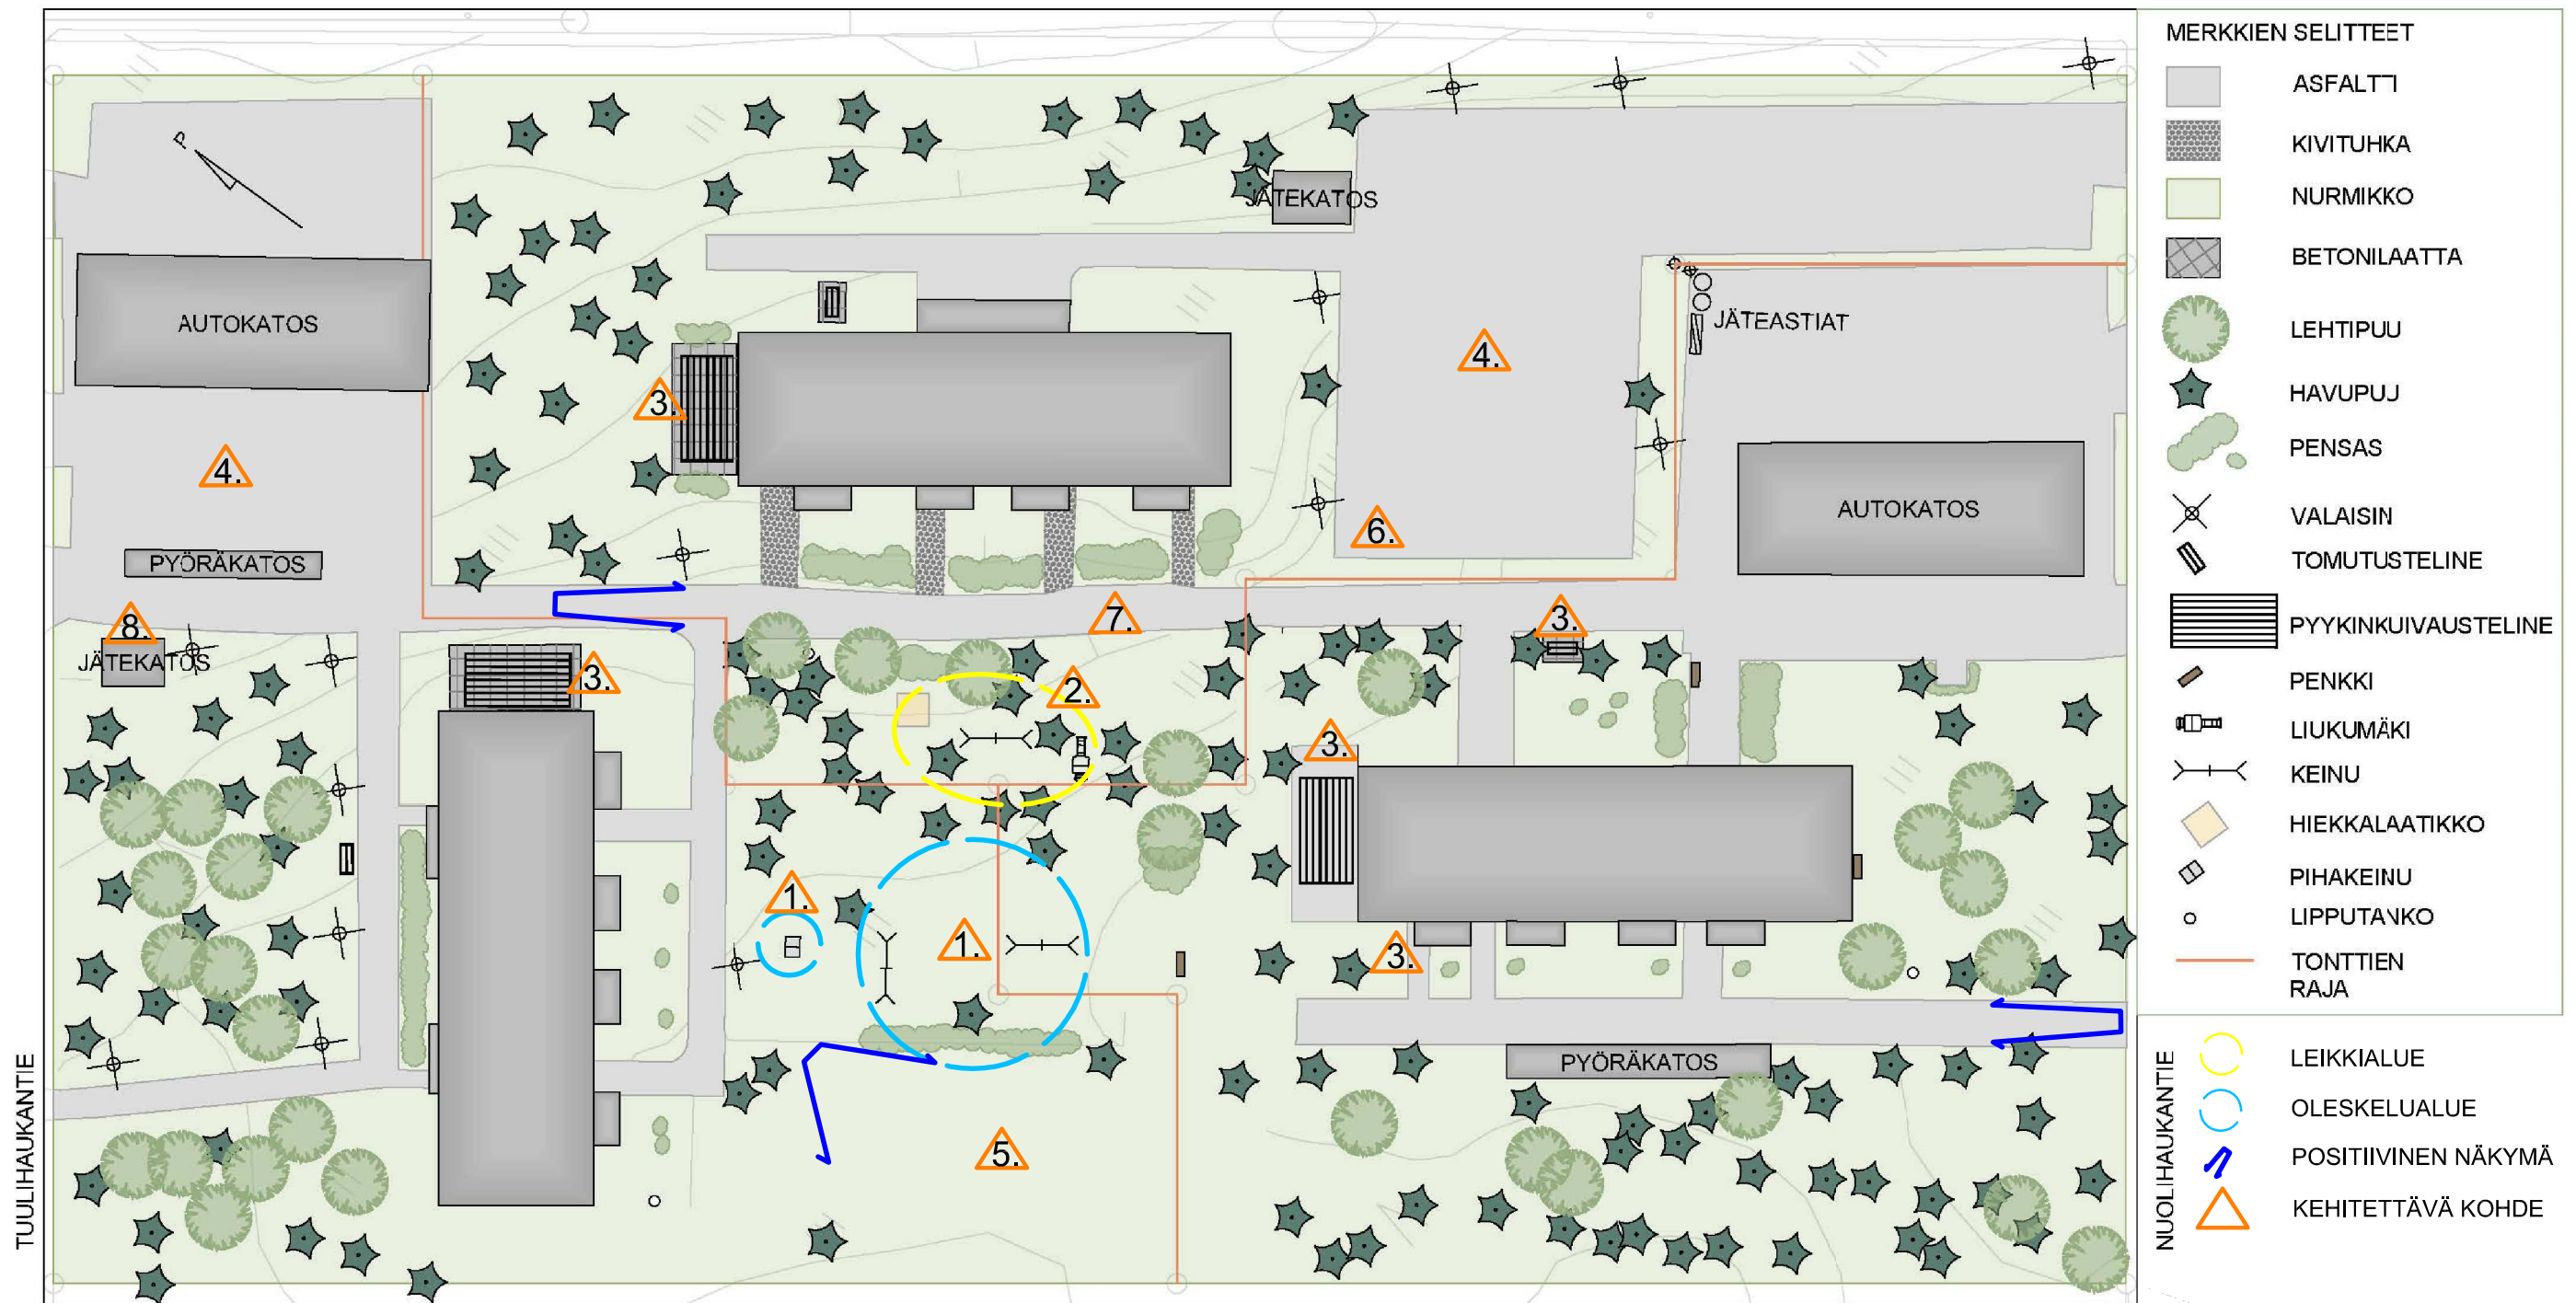 P
JÄTEKATOS
AUTOKATOS
JÄTEASTIAT
4.
3.
4.
AUTOKATOS
6.
PYÖRÄKATOS
8.
7.
3.
JÄTEKATOS
3.
2.
3.
1.
1.
3.
PYÖRÄKATOS
5.
TUULIHAUKANTIE
NUOLIHAUKANTIE
MERKKIEN SELITTEET
ASFALTTI
KIVITUHKA
NURMIKKO
BETONILAATTA
LEHTIPUU
HAVUPUU
PENSAS
VALAISIN
TOMUTUSTELINE
PYYKINKUIVAUSTELINE
PENKKI
LIUKUMÄKI
KEINU
HIEKKALAATIKKO
PIHAKEINU
LIPPUTANKO
TONTTIEN
RAJA
LEIKKIALUE
OLESKELUALUE
POSITIIVINEN NÄKYMÄ
KEHITETTÄVÄ KOHDE